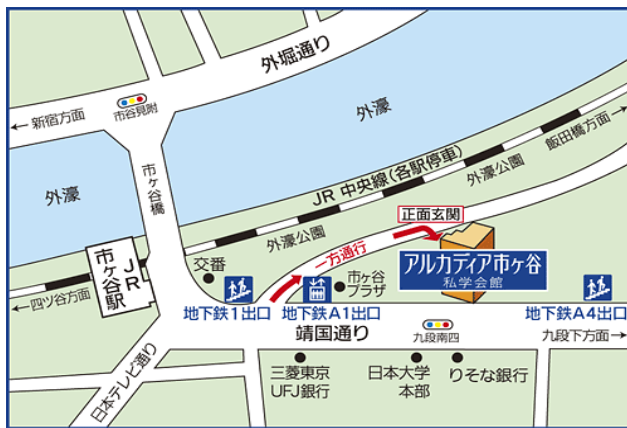 外堀通り
←新宿方面
市谷見附
外濠
飯田橋方面→
市ヶ谷橋
外濠
JR 中央線(各駅停車)
外濠公園
外濠公園
正面玄関
一方通行
アルカディア市ヶ谷
私学会館
交番
市ヶ谷
プラザ
JR
市ヶ谷駅
←四ツ谷方面
地下鉄1出口
地下鉄A1出口
地下鉄A4出口
靖国通り
九段南四
九段下方面→
日本テレビ通り
三菱東京
UFJ銀行
日本大学
本部
りそな銀行